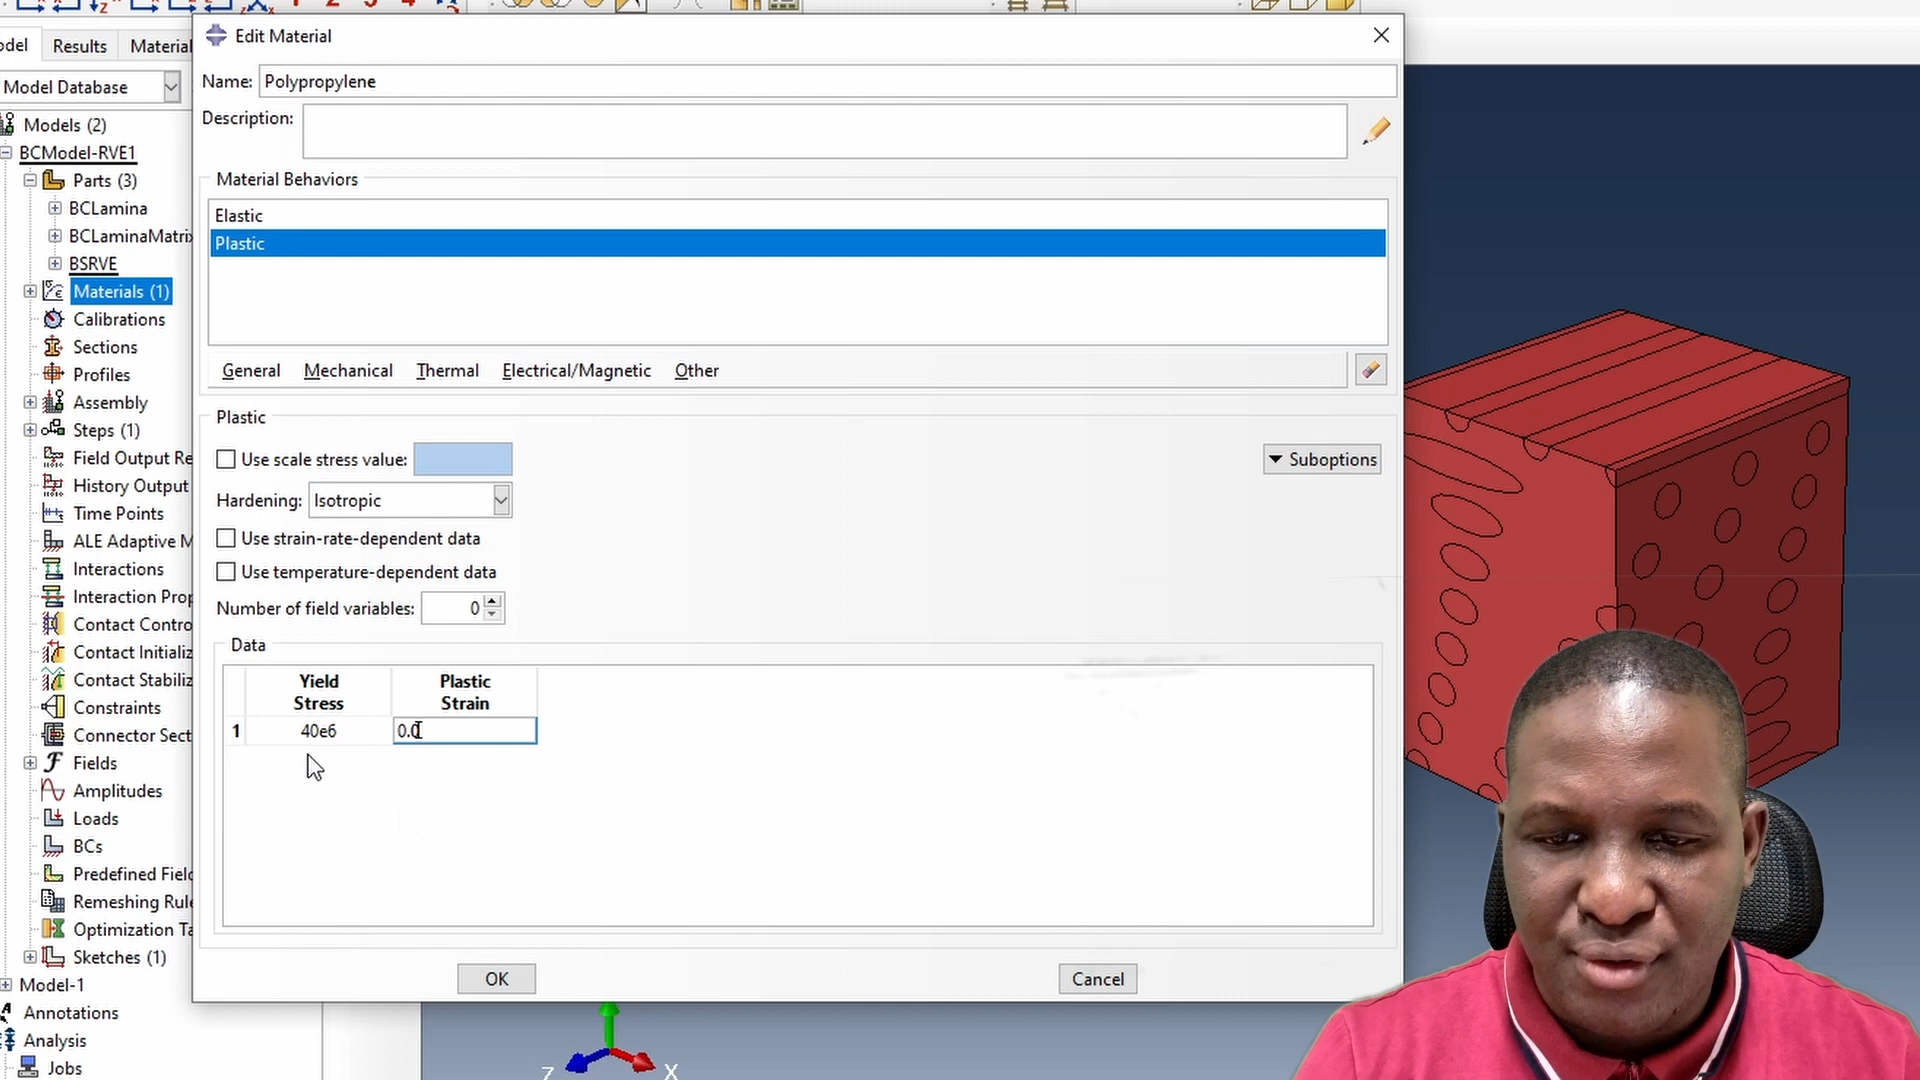 odel
Results
Material
Model Database
Models (2)
BCModel-RVE1
Parts (3)
BCLamina
BCLaminaMatrix
BSRVE
Materials (1)
Calibrations
Sections
Profiles
Assembly
Steps (1)
Field Output Re
History Output
Time Points
ALE Adaptive M
Interactions
Interaction Prop
Contact Contro
Contact Initializ
Contact Stabiliz
Constraints
Connector Sect
Fields
Amplitudes
Loads
BCs
Predefined Field
Remeshing Rule
Optimization Ta
Sketches (1)
Model-1
Annotations
Analysis
Jobs
Edit Material
Name: Polypropylene
Description:
Material Behaviors
Elastic
Plastic
General Mechanical Thermal Electrical/Magnetic Other
Plastic
Use scale stress value:
Suboptions
Hardening: Isotropic
Use strain-rate-dependent data
Use temperature-dependent data
Number of field variables: 0
Data
Yield Stress
Plastic Strain
1 40e6 0.0
OK
Cancel
Z
X